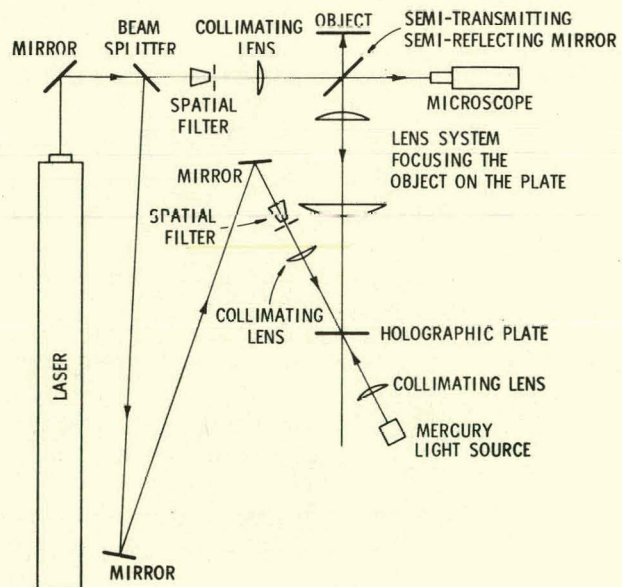 OBJECT
SEMI-TRANSMITTING
SEMI-REFLECTING MIRROR
MIRROR
BEAM
SPLITTER
COLLIMATING
LENS
SPATIAL
FILTER
MICROSCOPE
LENS SYSTEM
FOCUSING THE
OBJECT ON THE PLATE
MIRROR
SPATIAL
FILTER
COLLIMATING
LENS
HOLOGRAPHIC PLATE
COLLIMATING LENS
MERCURY
LIGHT SOURCE
LASER
MIRROR